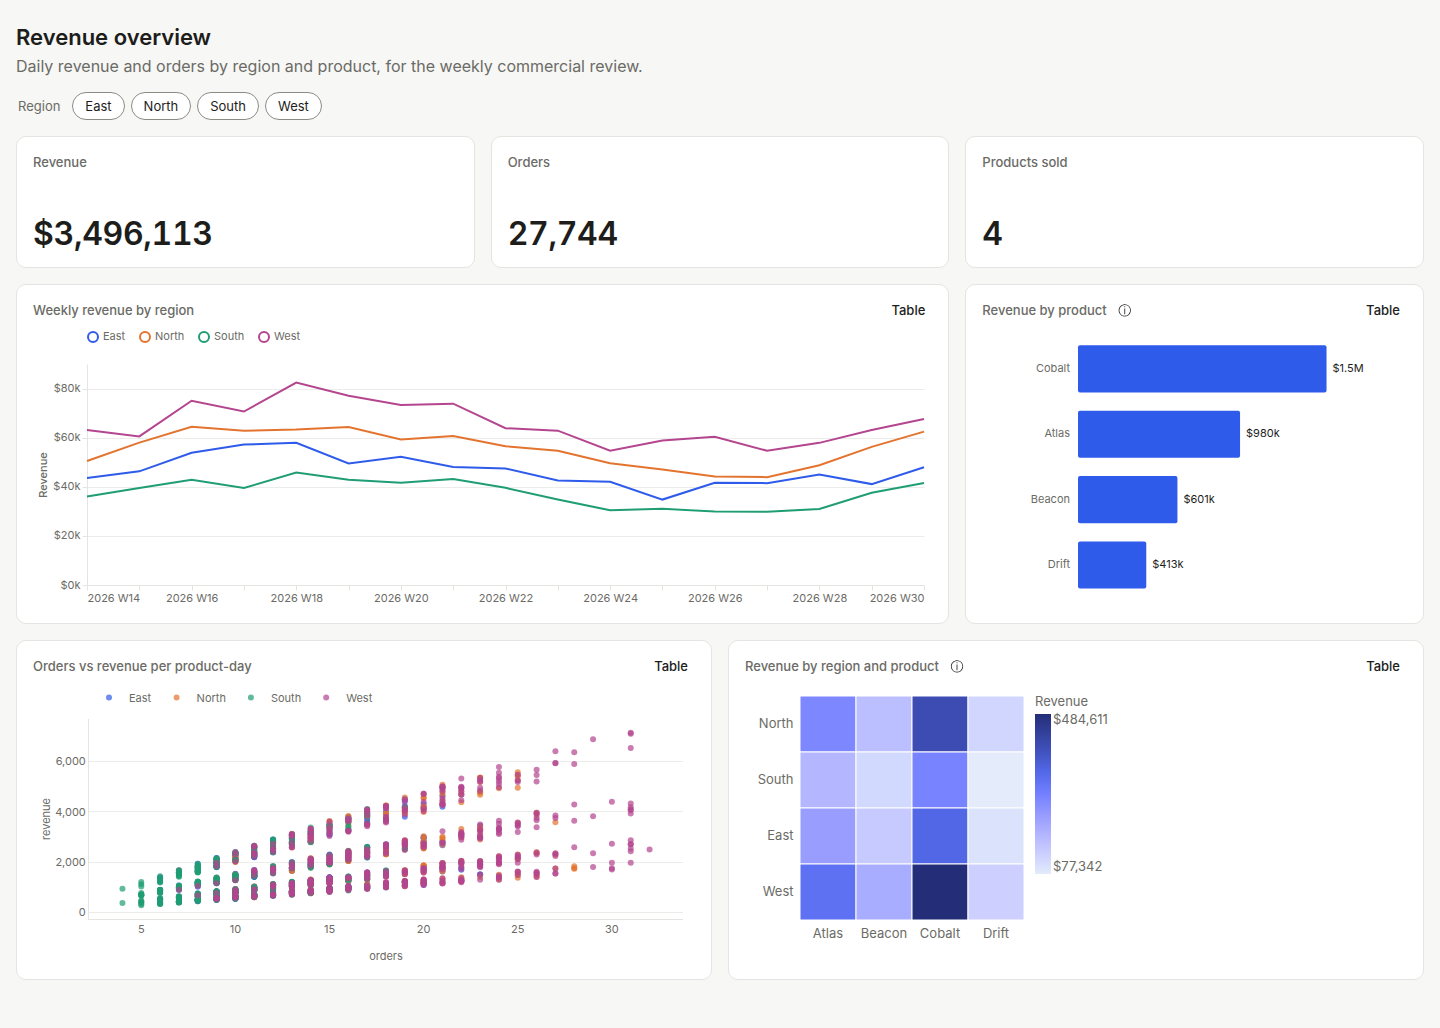 Revenue overview
Daily revenue and orders by region and product, for the weekly commercial review.
Region East North South West
Revenue
$3,496,113
Orders
27,744
Products sold
4
Weekly revenue by region Table
East North South West
Revenue
$80k
$60k
$40k
$20k
$0k
2026 W14 2026 W16 2026 W18 2026 W20 2026 W22 2026 W24 2026 W26 2026 W28 2026 W30
Revenue by product ⓘ Table
Cobalt $1.5M
Atlas $980k
Beacon $601k
Drift $413k
Orders vs revenue per product-day Table
East North South West
revenue
6,000
4,000
2,000
0
5 10 15 20 25 30
orders
Revenue by region and product ⓘ Table
North
South
East
West
Atlas Beacon Cobalt Drift
Revenue
$484,611
$77,342